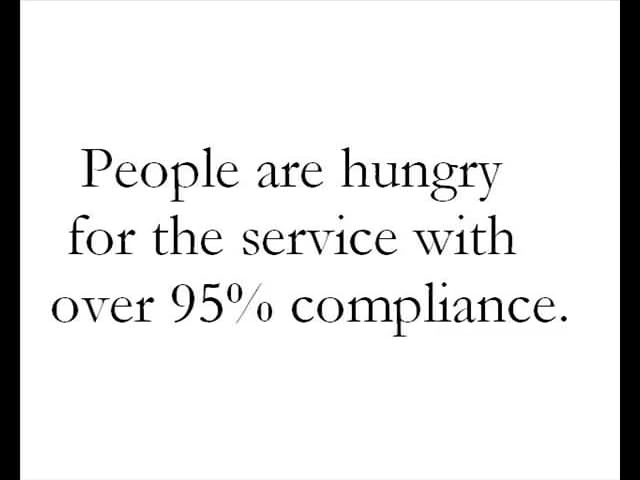 People are hungry
for the service with
over 95% compliance.